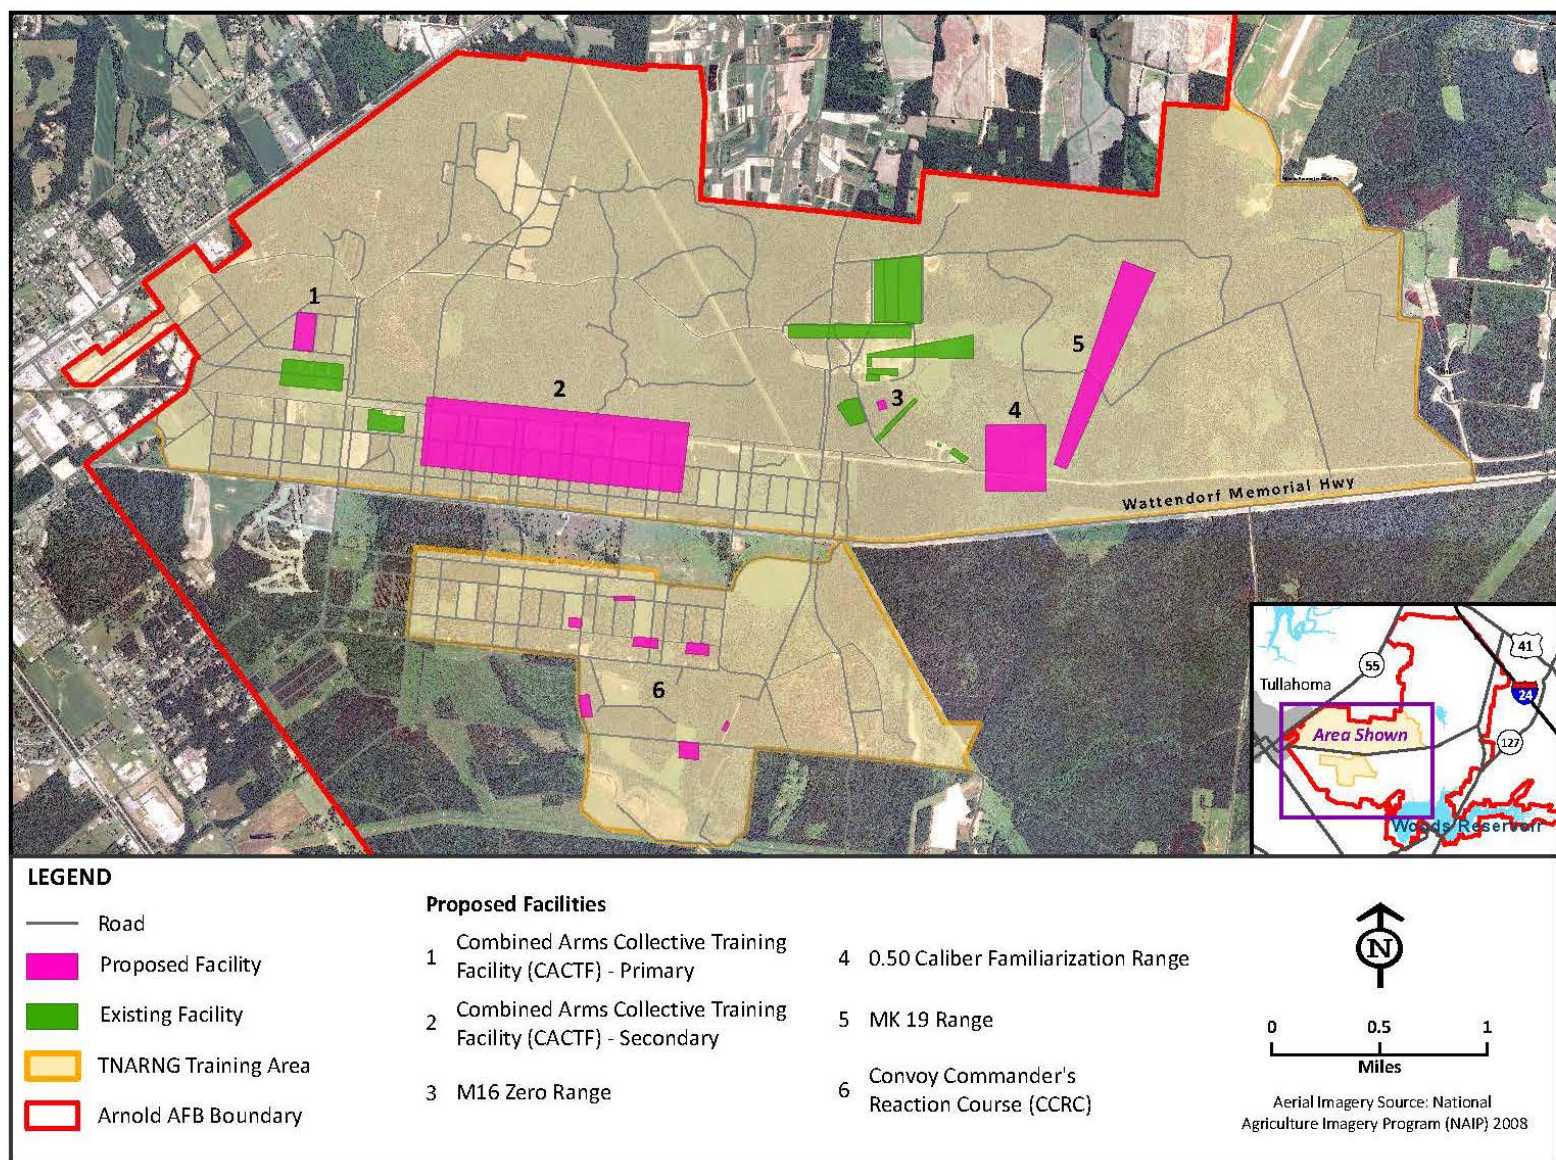 1
2
3
4
5
6
Wattendorf Memorial Hwy
55
41
24
127
Tullahoma
Area Shown
Woods Reservoir
LEGEND
Road
Proposed Facility
Existing Facility
TNARNG Training Area
Arnold AFB Boundary
Proposed Facilities
1 Combined Arms Collective Training
Facility (CACTF) - Primary
2 Combined Arms Collective Training
Facility (CACTF) - Secondary
3 M16 Zero Range
4 0.50 Caliber Familiarization Range
5 MK 19 Range
6 Convoy Commander's
Reaction Course (CCRC)
N
0 0.5 1
Miles
Aerial Imagery Source: National
Agriculture Imagery Program (NAIP) 2008